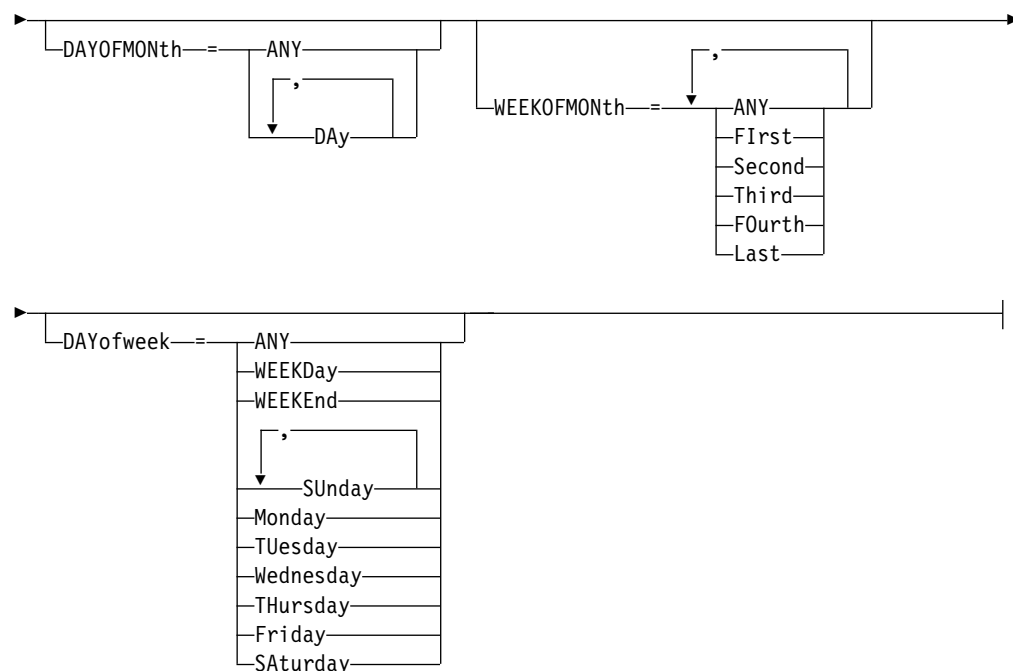 DAYOFMONth = ANY
,
DAy
WEEKOFMONth = ANY
,
FIrst
Second
Third
FOurth
Last
DAYofweek = ANY
WEEKDay
WEEKEnd
,
SUnday
Monday
TUesday
Wednesday
THursday
Friday
SAturday